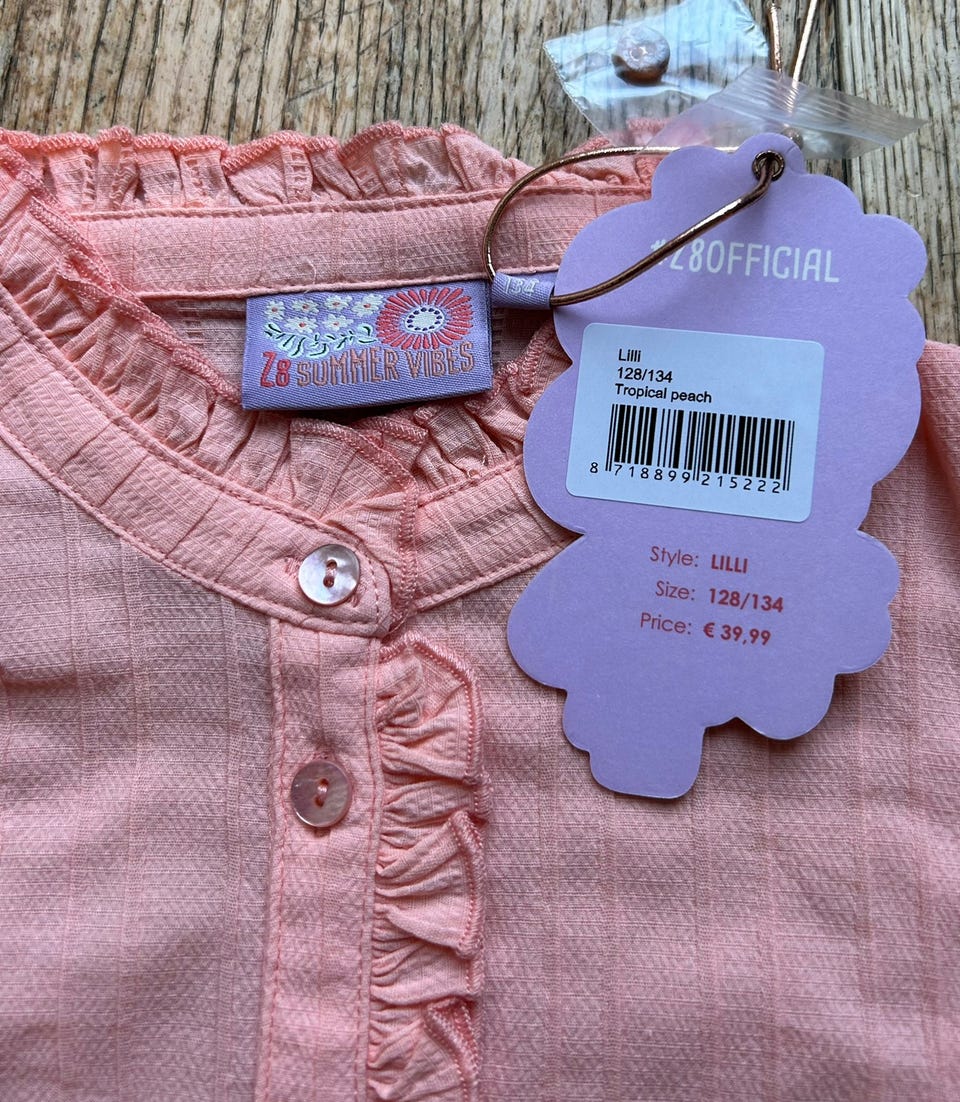 #Z8OFFICIAL
134
Z8 SUMMER VIBES
Lilli
128/134
Tropical peach
8 718899 215222
Style: LILLI
Size: 128/134
Price: € 39,99